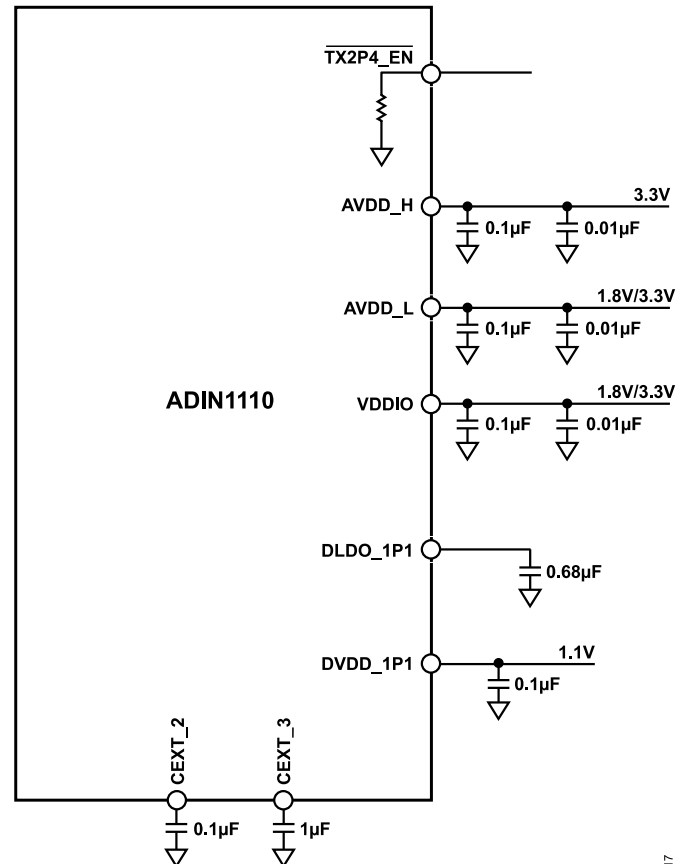 TX2P4_EN
AVDD_H
3.3V
0.1µF
0.01µF
AVDD_L
1.8V/3.3V
0.1µF
0.01µF
ADIN1110
VDDIO
1.8V/3.3V
0.1µF
0.01µF
DLDO_1P1
0.68µF
DVDD_1P1
1.1V
0.1µF
CEXT_2
CEXT_3
0.1µF
1µF